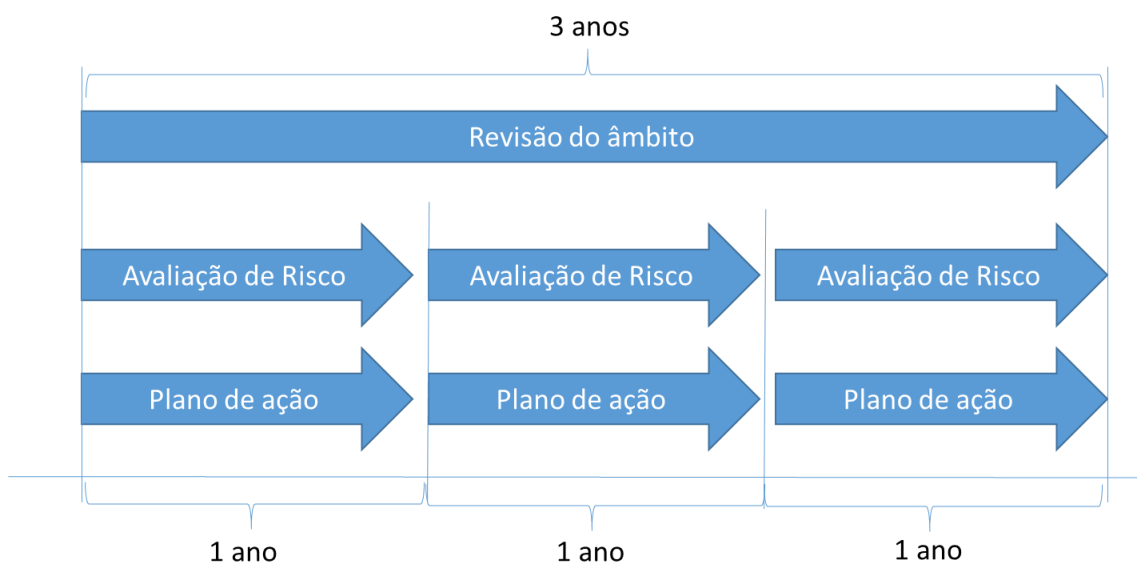 3 anos
Revisão do âmbito
Avaliação de Risco
Avaliação de Risco
Avaliação de Risco
Plano de ação
Plano de ação
Plano de ação
1 ano
1 ano
1 ano